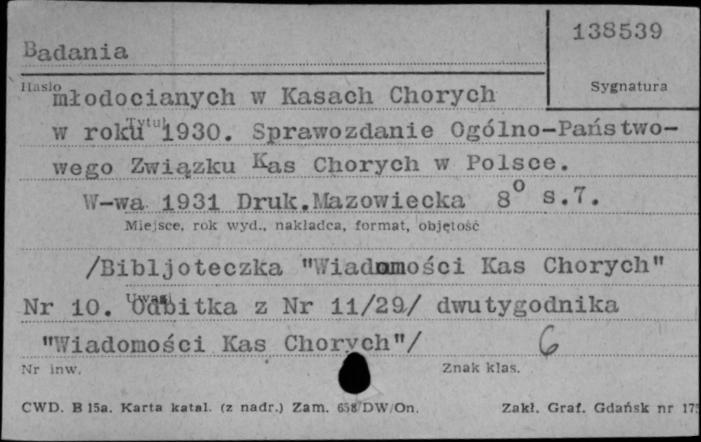 138539
Badania
Sygnatura
Hasło
młodocianych w Kasach Chorych
Tytuł
w roku 1930. Sprawozdanie Ogólno-Państwo-
wego Związku Kas Chorych w Polsce.
W-wa 1931 Druk.Mazowiecka 8° s.7.
Miejsce, rok wyd., nakładca, format, objętość
/Bibljoteczka "Wiadomości Kas Chorych"
Uwagi
Nr 10. Odbitka z Nr 11/29/ dwutygodnika
"Wiadomości Kas Chorych"/ 6
Nr inw. Znak klas.
CWD. B 15a. Karta katal. (z nadr.) Zam. 658/DW/On. Zakł. Graf. Gdańsk nr